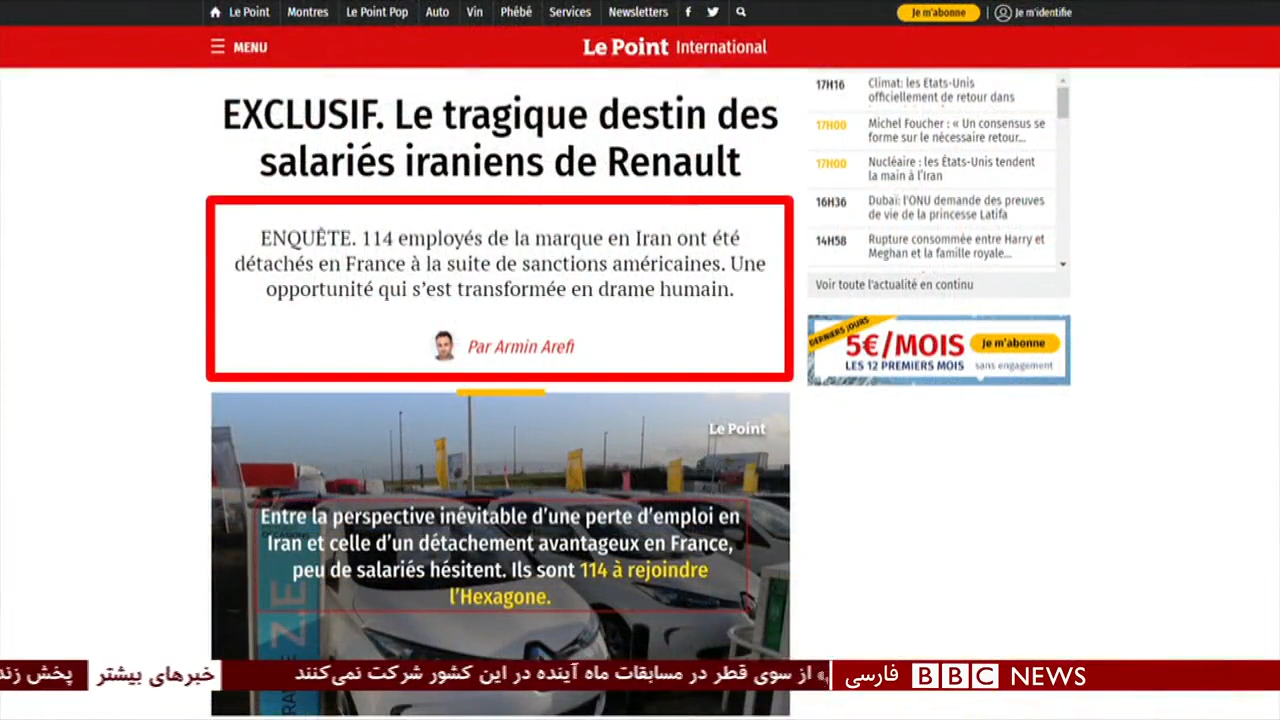 Le Point Montres Le Point Pop Auto Vin Phébé Services Newsletters Je m'abonne Je m'identifie
MENU
Le Point International
EXCLUSIF. Le tragique destin des
salariés iraniens de Renault
ENQUÊTE. 114 employés de la marque en Iran ont été
détachés en France à la suite de sanctions américaines. Une
opportunité qui s'est transformée en drame humain.
Par Armin Arefi
17H16 Climat: les Etats-Unis
officiellement de retour dans
17H00 Michel Foucher : « Un consensus se
forme sur le nécessaire retour...
17H00 Nucléaire : les États-Unis tendent
la main à l'Iran
16H36 Dubaï: l'ONU demande des preuves
de vie de la princesse Latifa
14H58 Rupture consommée entre Harry et
Meghan et la famille royale...
Voir toute l'actualité en continu
DERNIERS JOURS
5€/MOIS Je m'abonne
LES 12 PREMIERS MOIS sans engagement
Le Point
Entre la perspective inévitable d'une perte d'emploi en
Iran et celle d'un détachement avantageux en France,
peu de salariés hésitent. Ils sont 114 à rejoindre
l'Hexagone.
Z.E
BBC NEWS فارسی
از سوی قطر در مسابقات ماه آینده در این کشور شرکت نمی‌کنند
خبرهای بیشتر
پخش زند